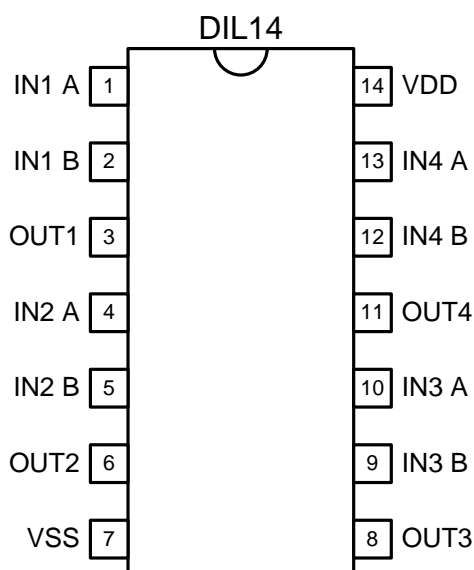 DIL14
IN1 A 1 14 VDD
IN1 B 2 13 IN4 A
OUT1 3 12 IN4 B
IN2 A 4 11 OUT4
IN2 B 5 10 IN3 A
OUT2 6 9 IN3 B
VSS 7 8 OUT3